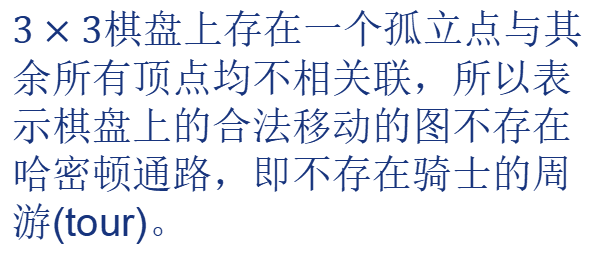 3 × 3棋盘上存在一个孤立点与其
余所有顶点均不相关联，所以表
示棋盘上的合法移动的图不存在
哈密顿通路，即不存在骑士的周
游(tour)。